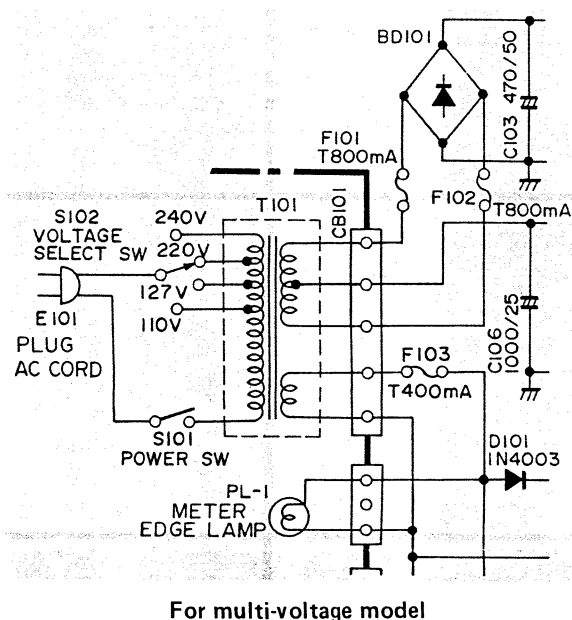 BD101
C103 470/50
F101
T800mA
CB101
F102
T800mA
T101
S102
VOLTAGE
SELECT SW
240V
220V
127V
110V
E101
PLUG
AC CORD
C106
1000/25
F103
T400mA
S101
POWER SW
D101
1N4003
PL-1
METER
EDGE LAMP
For multi-voltage model